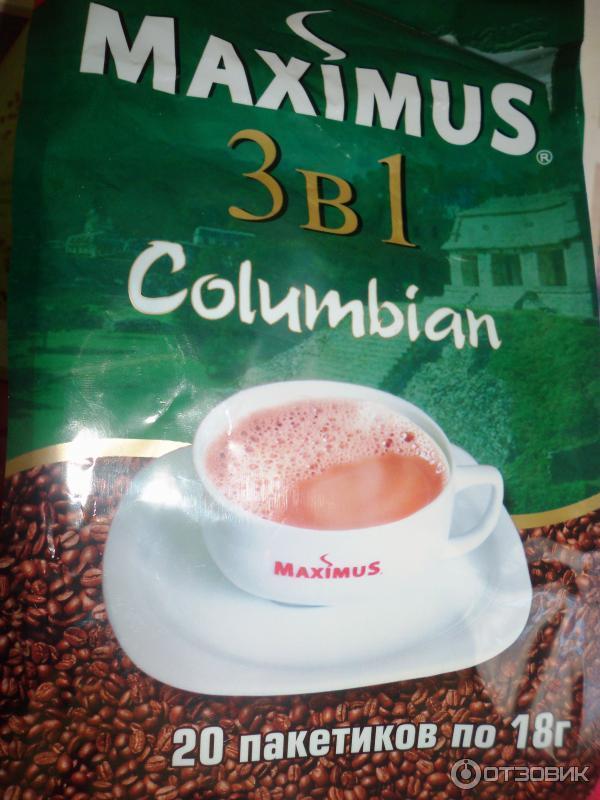 MAXIMUS®
3в1
Columbian
MAXIMUS
20 пакетиков по 18г
ОТЗОВИК